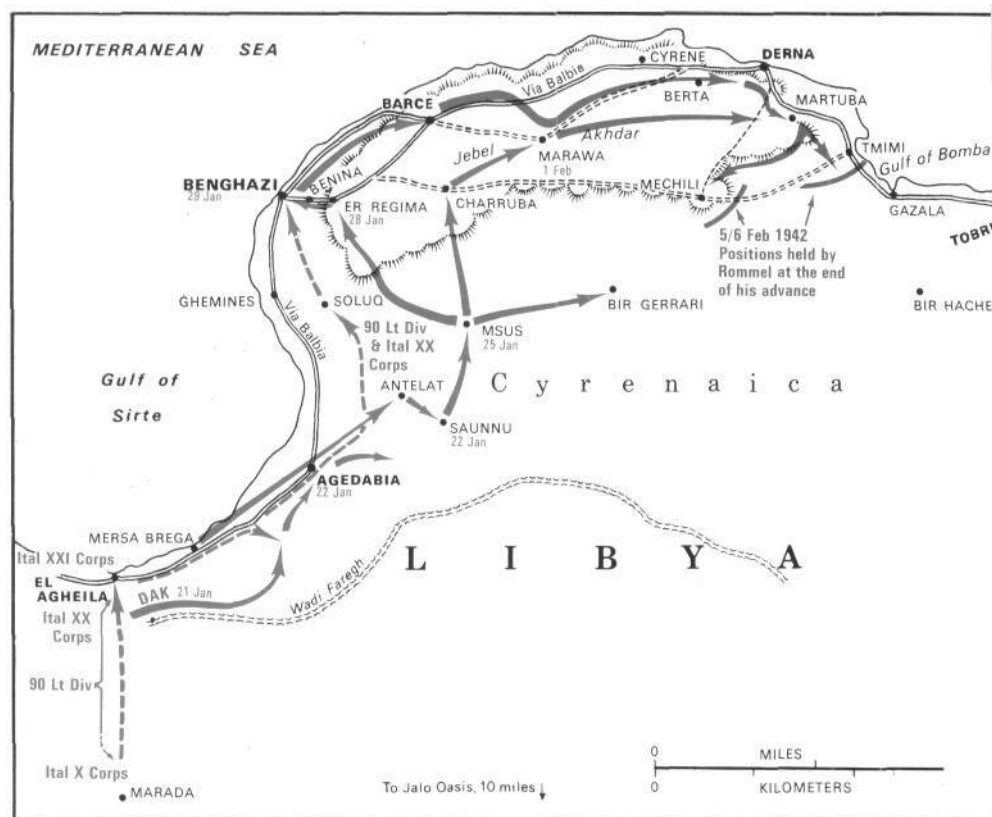 MEDITERRANEAN SEA
CYRENE
DERNA
Via Balbia
BARCE
BERTA
MARTUBA
Akhdar
Jebel
MARAWA
1 Feb
TMIMI
Gulf of Bomba
BENINA
BENGHAZI
29 Jan
ER REGIMA
28 Jan
CHARRUBA
MECHILI
GAZALA
TOBR
5/6 Feb 1942
Positions held by
Rommel at the end
of his advance
GHEMINES
SOLUQ
BIR GERRARI
BIR HACHE
Via Balbia
90 Lt Div
& Ital XX
Corps
MSUS
25 Jan
Gulf of
Sirte
ANTELAT
Cyrenaica
SAUNNU
22 Jan
AGEDABIA
22 Jan
MERSA BREGA
Ital XXI Corps
EL
AGHEILA
DAK 21 Jan
Wadi Faregh
LIBYA
Ital XX
Corps
90 Lt Div
Ital X Corps
MARADA
To Jalo Oasis, 10 miles
0
MILES
0
KILOMETERS